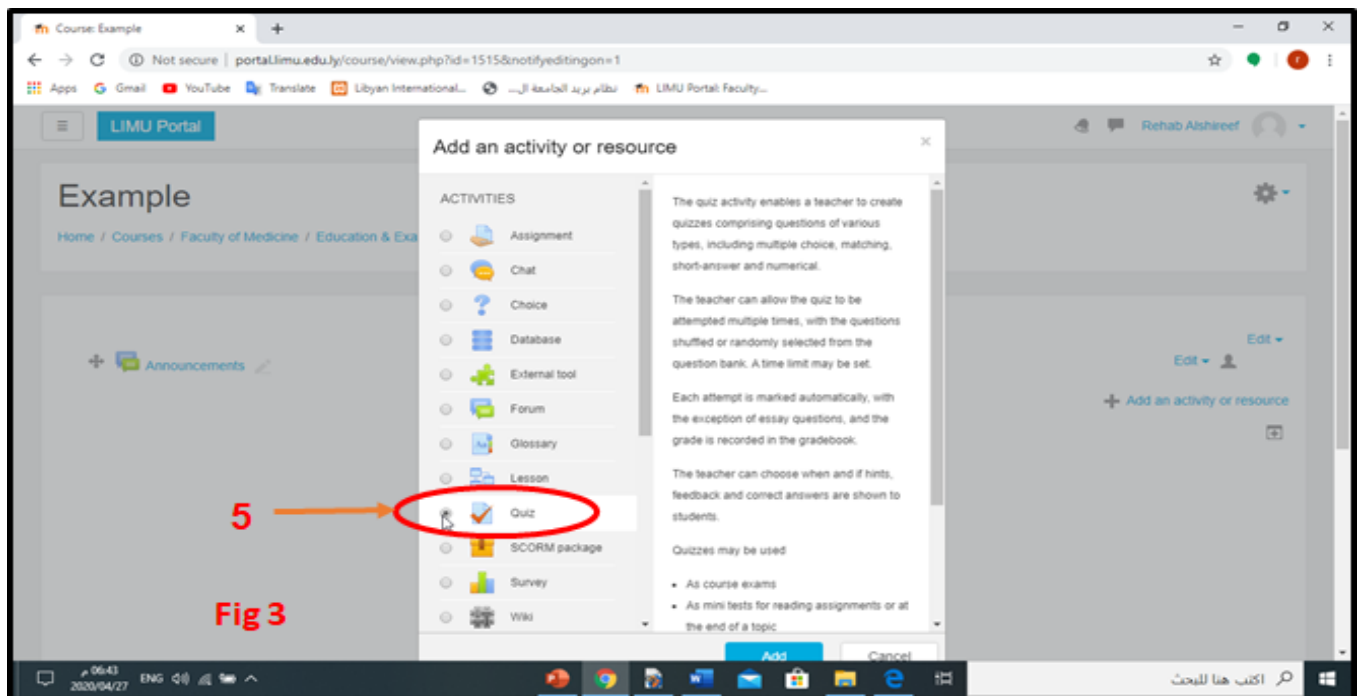 Course: Example
Not secure | portal.limu.edu.ly/course/view.php?id=1515&notifyeditingon=1
Apps Gmail YouTube Translate Libyan Internationa!... نظام بريد الجامعة ال... LIMU Portal: Faculty...
LIMU Portal
Rehab Alshireef
Add an activity or resource
Example
Home / Courses / Faculty of Medicine / Education & Exa
ACTIVITIES
Assignment
Chat
Choice
Database
External tool
Forum
Glossary
Lesson
Quiz
SCORM package
Survey
Wiki
The quiz activity enables a teacher to create
quizzes comprising questions of various
types, including multiple choice, matching,
short-answer and numerical.
The teacher can allow the quiz to be
attempted multiple times, with the questions
shuffled or randomly selected from the
question bank. A time limit may be set.
Each attempt is marked automatically, with
the exception of essay questions, and the
grade is recorded in the gradebook.
The teacher can choose when and if hints,
feedback and correct answers are shown to
students.
Quizzes may be used
• As course exams
• As mini tests for reading assignments or at
the end of a topic
Add Cancel
Announcements
Edit
Edit
Add an activity or resource
5
Fig 3
06:43 م
2020/04/27
ENG
اكتب هنا للبحث